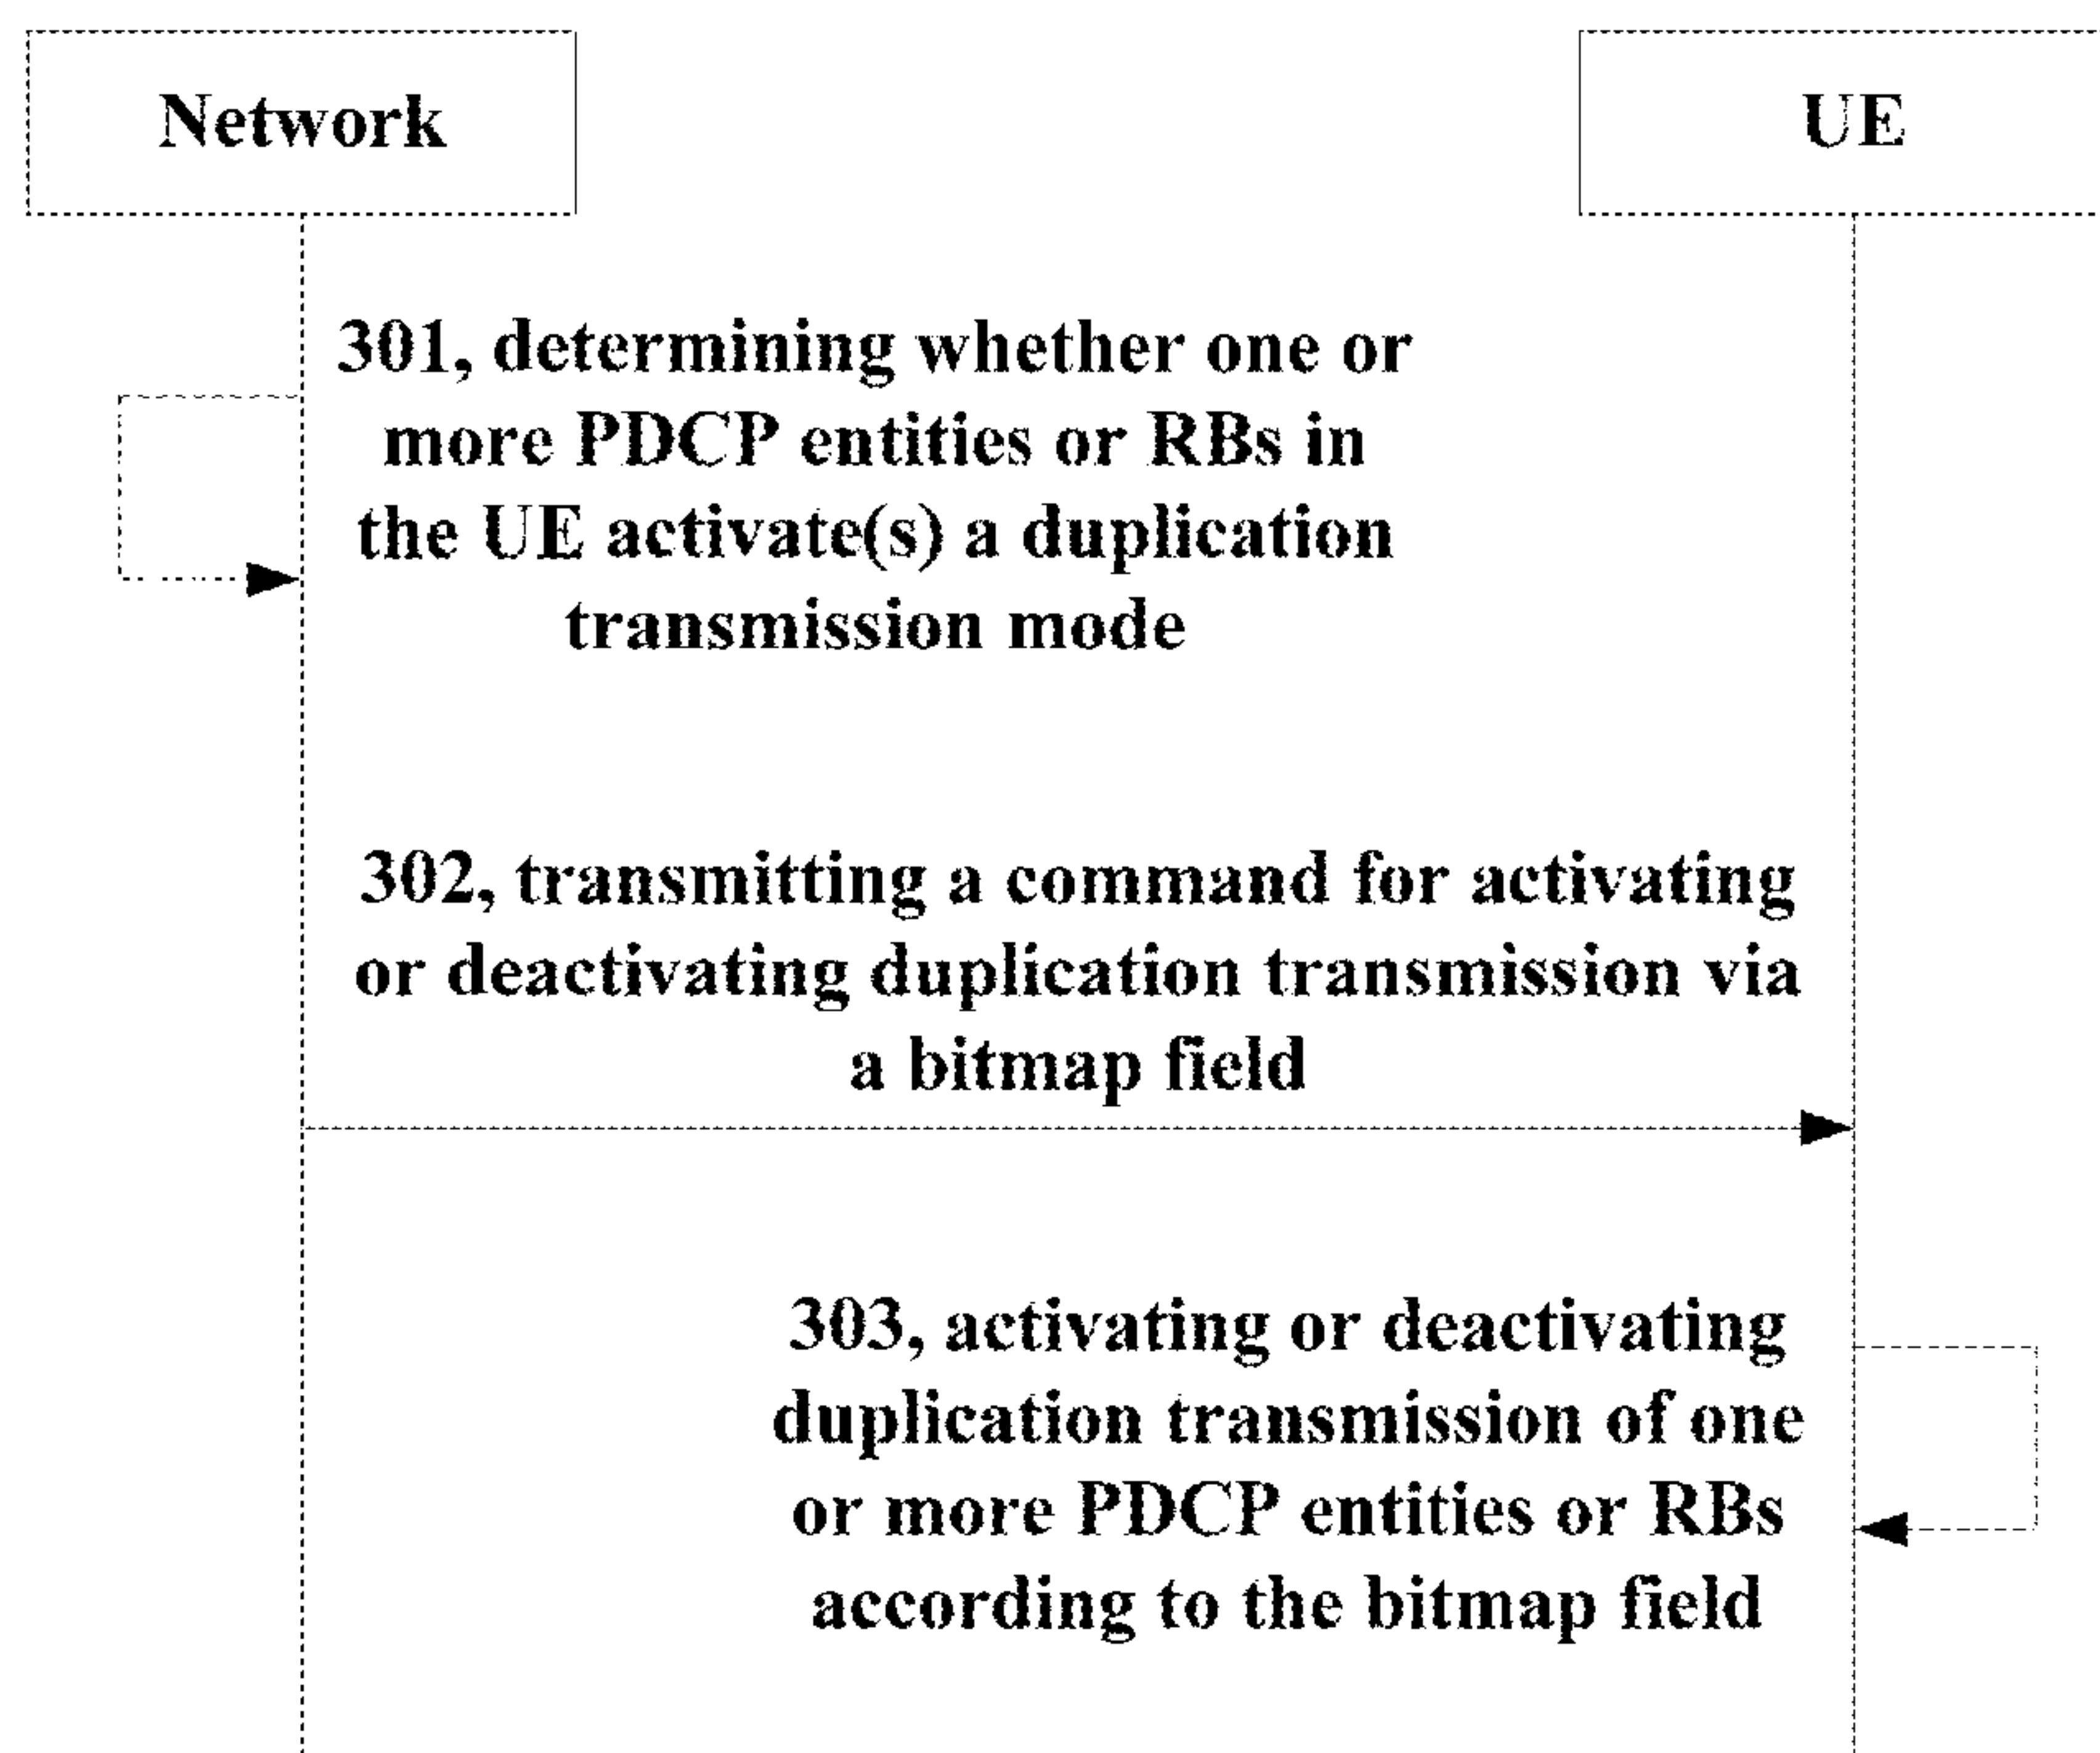 Network
UE
301, determining whether one or
more PDCP entities or RBs in
the UE activate(s) a duplication
transmission mode
302, transmitting a command for activating
or deactivating duplication transmission via
a bitmap field
303, activating or deactivating
duplication transmission of one
or more PDCP entities or RBs
according to the bitmap field